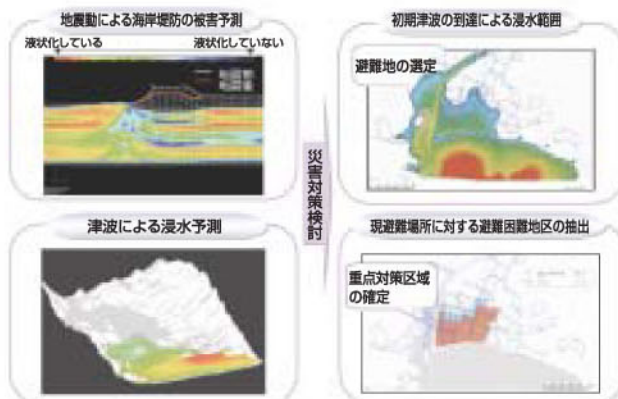 地震動による海岸堤防の被害予測
液状化している
液状化していない
津波による浸水予測
災害対策検討
初期津波の到達による浸水範囲
避難地の選定
現避難場所に対する避難困難地区の抽出
重点対策区域
の確定